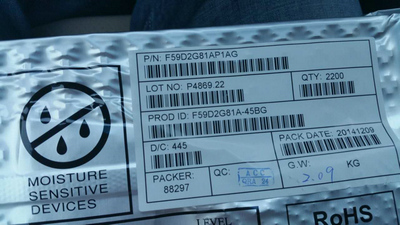 P/N: F59D2G81AP1AG
LOT NO: P4869.22
QTY: 2200
PROD ID: F59D2G81A-45BG
D/C: 445
PACK DATE: 20141209
PACKER: 88297
QC:
G.W: 2.09 KG
MOISTURE
SENSITIVE
DEVICES
LEVEL
RoHS